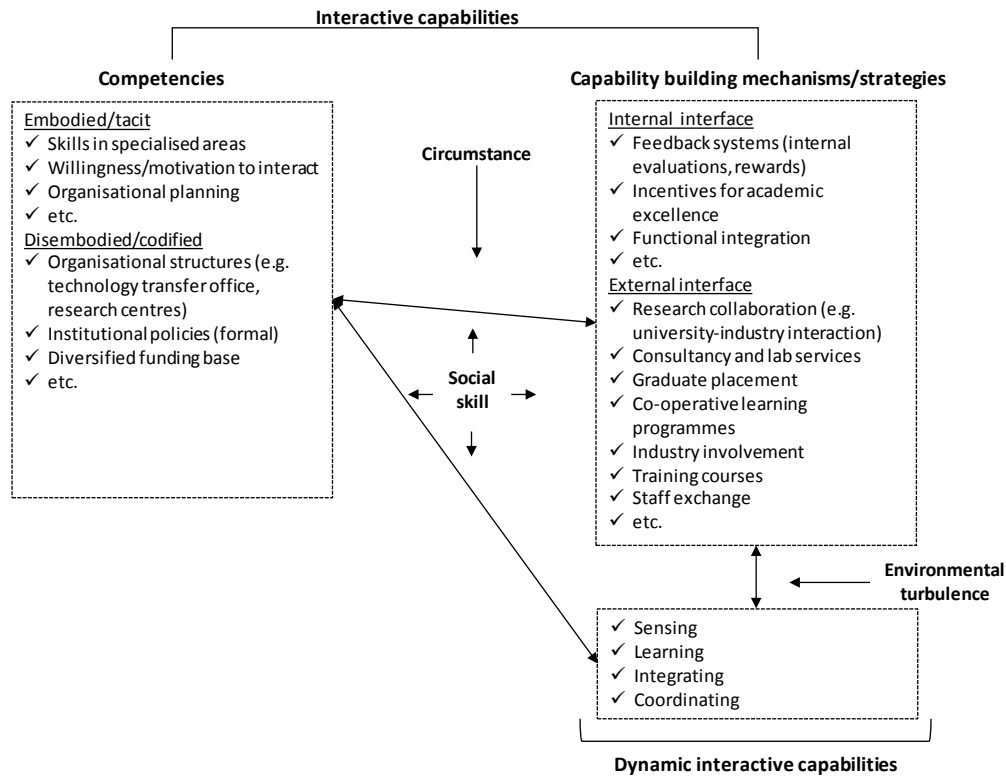 Interactive capabilities
Competencies
Embodied/tacit
✓ Skills in specialised areas
✓ Willingness/motivation to interact
✓ Organisational planning
✓ etc.
Disembodied/codified
✓ Organisational structures (e.g.
technology transfer office,
research centres)
✓ Institutional policies (formal)
✓ Diversified funding base
✓ etc.
Circumstance
Social
skill
Capability building mechanisms/strategies
Internal interface
✓ Feedback systems (internal
evaluations, rewards)
✓ Incentives for academic
excellence
✓ Functional integration
✓ etc.
External interface
✓ Research collaboration (e.g.
university-industry interaction)
✓ Consultancy and lab services
✓ Graduate placement
✓ Co-operative learning
programmes
✓ Industry involvement
✓ Training courses
✓ Staff exchange
✓ etc.
Environmental
turbulence
✓ Sensing
✓ Learning
✓ Integrating
✓ Coordinating
Dynamic interactive capabilities